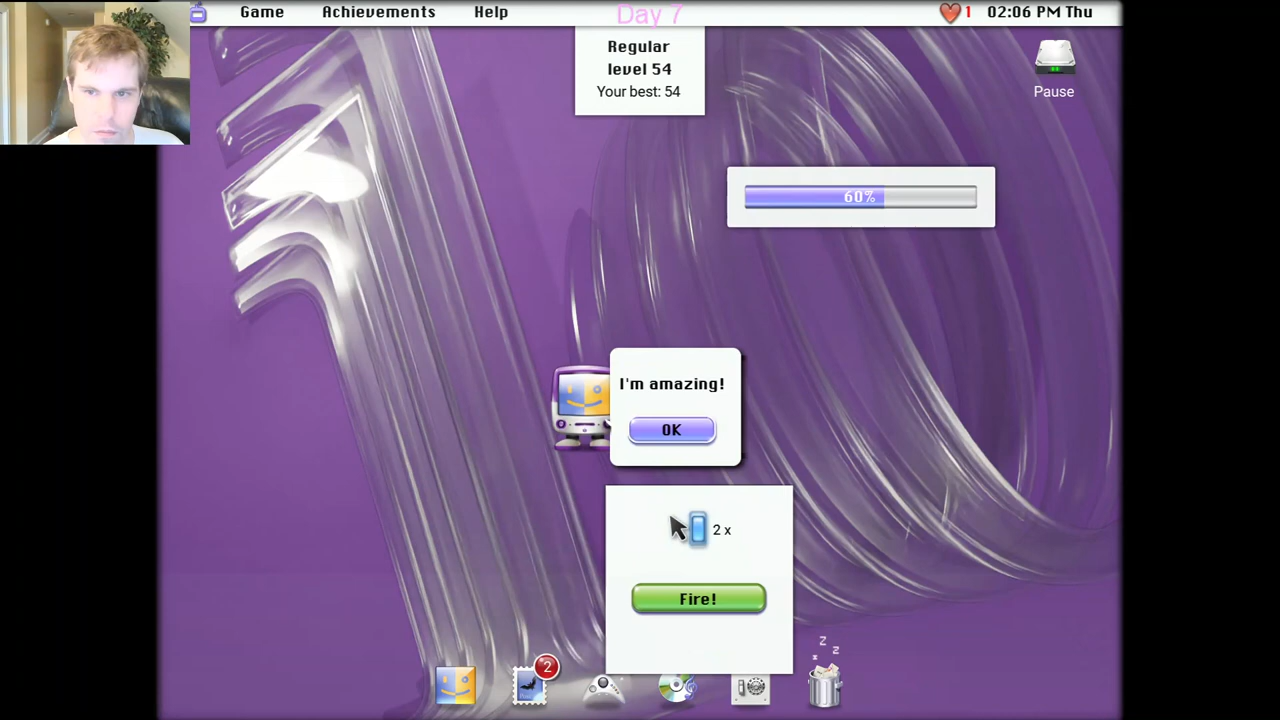 Game Achievements Help Day 7 1 02:06 PM Thu
Regular
level 54
Your best: 54
Pause
60%
I'm amazing!
OK
2 x
Fire!
2
z
z
z